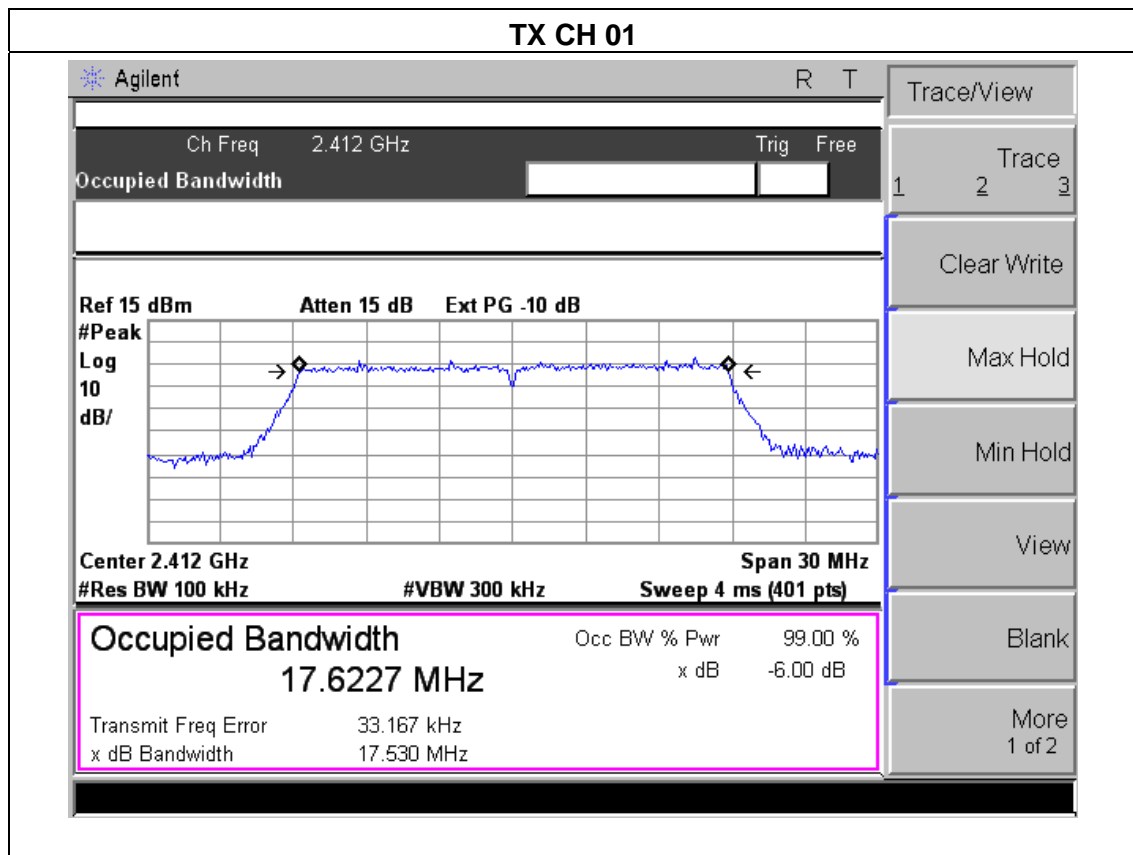 TX CH 01
Agilent R T
Trace/View
Ch Freq 2.412 GHz Trig Free
Occupied Bandwidth
Trace
1 2 3
Clear Write
Ref 15 dBm Atten 15 dB Ext PG -10 dB
#Peak
Log
10
dB/
Max Hold
Min Hold
View
Center 2.412 GHz Span 30 MHz
#Res BW 100 kHz #VBW 300 kHz Sweep 4 ms (401 pts)
Occupied Bandwidth
17.6227 MHz
Occ BW % Pwr 99.00 %
x dB -6.00 dB
Transmit Freq Error 33.167 kHz
x dB Bandwidth 17.530 MHz
Blank
More
1 of 2